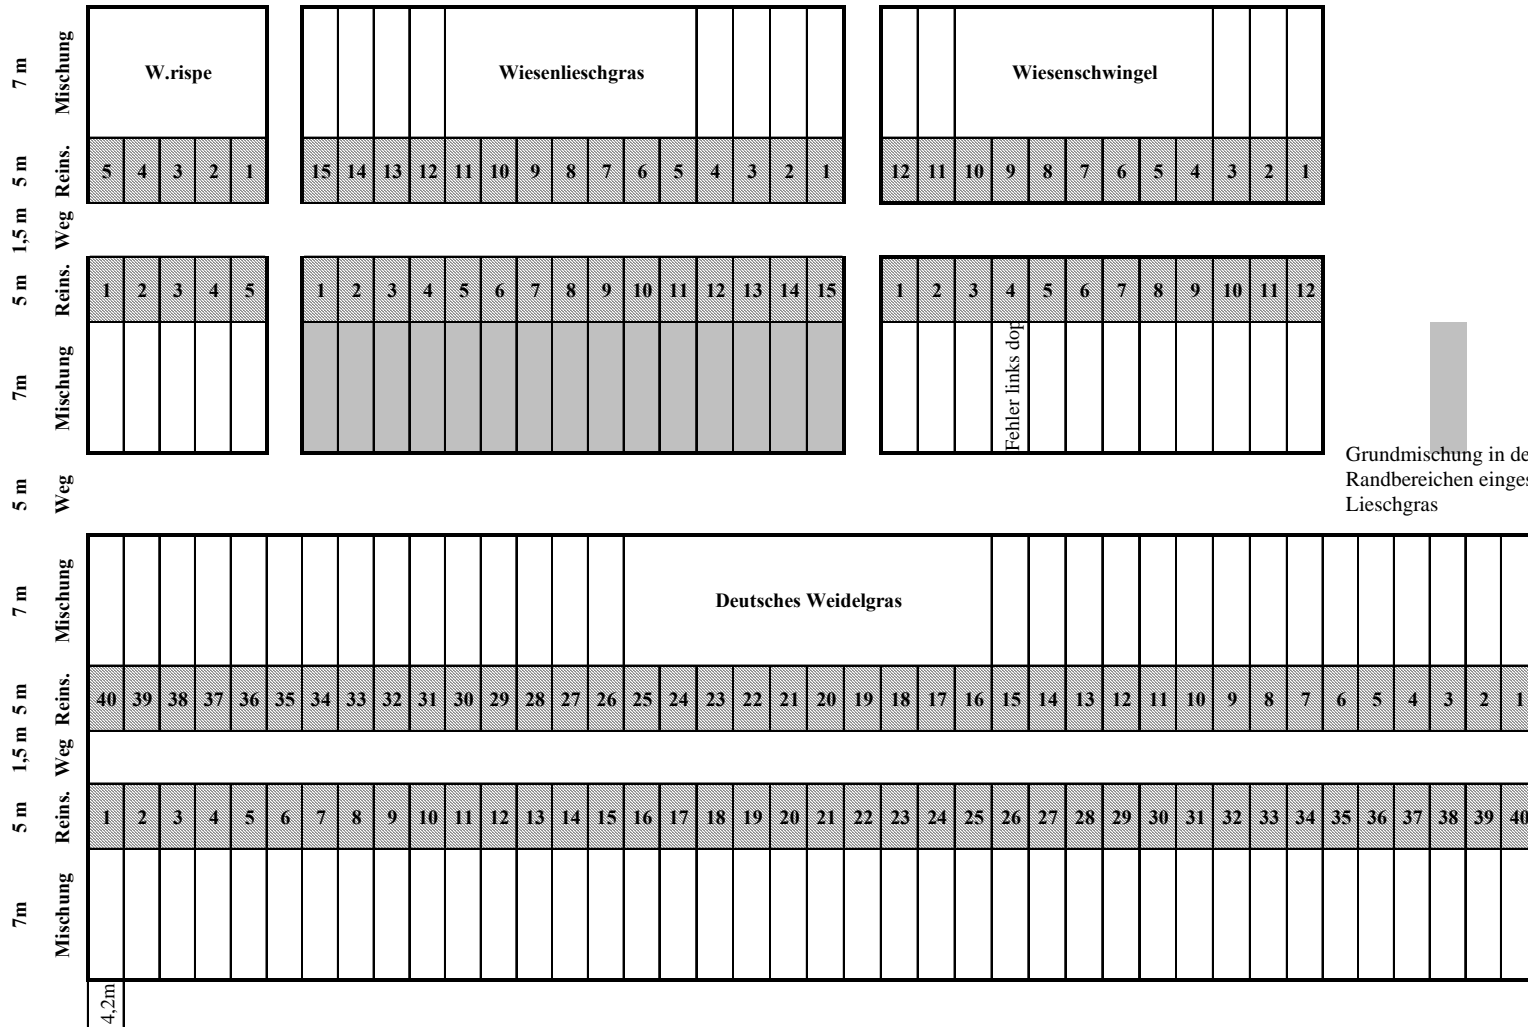 7 m Mischung W.rispe Wiesenlieschgras Wiesenschwingel
5 m Reins. 5 4 3 2 1 15 14 13 12 11 10 9 8 7 6 5 4 3 2 1 12 11 10 9 8 7 6 5 4 3 2 1
1,5 m Weg
5 m Reins. 1 2 3 4 5 1 2 3 4 5 6 7 8 9 10 11 12 13 14 15 1 2 3 4 5 6 7 8 9 10 11 12
7m Mischung Fehler links dop
Grundmischung in de
Randbereichen einges
Lieschgras
5 m Weg
7 m Mischung Deutsches Weidelgras
5 m Reins. 40 39 38 37 36 35 34 33 32 31 30 29 28 27 26 25 24 23 22 21 20 19 18 17 16 15 14 13 12 11 10 9 8 7 6 5 4 3 2 1
1,5 m Weg
5 m Reins. 1 2 3 4 5 6 7 8 9 10 11 12 13 14 15 16 17 18 19 20 21 22 23 24 25 26 27 28 29 30 31 32 33 34 35 36 37 38 39 40
7m Mischung
4,2m